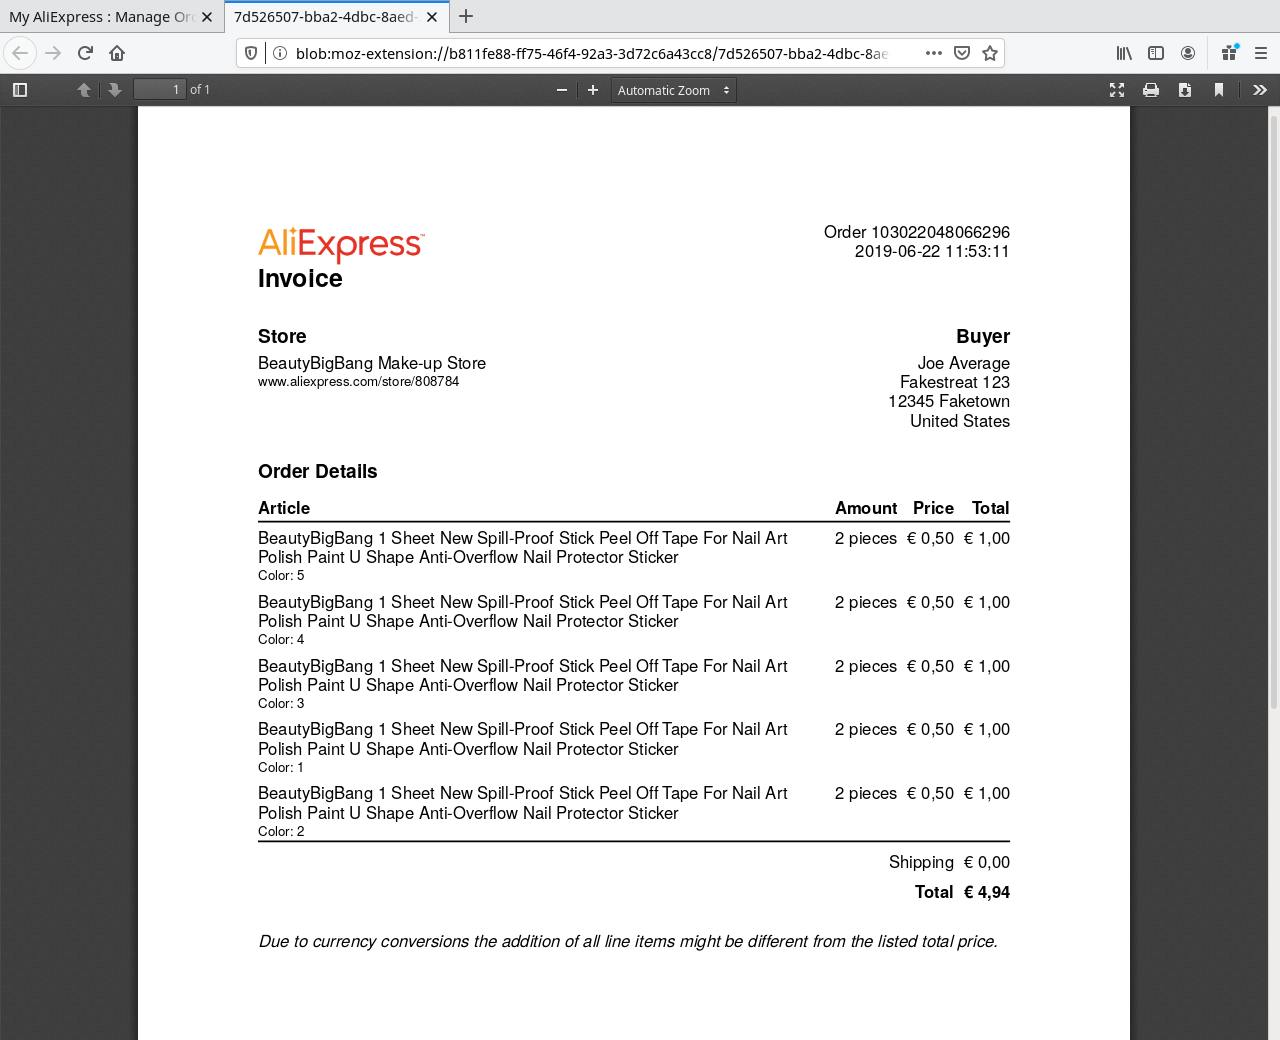 My AliExpress : Manage Or
7d526507-bba2-4dbc-8aed-
blob:moz-extension://b811fe88-ff75-46f4-92a3-3d72c6a43cc8/7d526507-bba2-4dbc-8ae
1 of 1
Automatic Zoom
AliExpress™
Order 103022048066296
2019-06-22 11:53:11
Invoice
Store
Buyer
BeautyBigBang Make-up Store
www.aliexpress.com/store/808784
Joe Average
Fakestreat 123
12345 Faketown
United States
Order Details
Article Amount Price Total
BeautyBigBang 1 Sheet New Spill-Proof Stick Peel Off Tape For Nail Art 2 pieces € 0,50 € 1,00
Polish Paint U Shape Anti-Overflow Nail Protector Sticker
Color: 5
BeautyBigBang 1 Sheet New Spill-Proof Stick Peel Off Tape For Nail Art 2 pieces € 0,50 € 1,00
Polish Paint U Shape Anti-Overflow Nail Protector Sticker
Color: 4
BeautyBigBang 1 Sheet New Spill-Proof Stick Peel Off Tape For Nail Art 2 pieces € 0,50 € 1,00
Polish Paint U Shape Anti-Overflow Nail Protector Sticker
Color: 3
BeautyBigBang 1 Sheet New Spill-Proof Stick Peel Off Tape For Nail Art 2 pieces € 0,50 € 1,00
Polish Paint U Shape Anti-Overflow Nail Protector Sticker
Color: 1
BeautyBigBang 1 Sheet New Spill-Proof Stick Peel Off Tape For Nail Art 2 pieces € 0,50 € 1,00
Polish Paint U Shape Anti-Overflow Nail Protector Sticker
Color: 2
Shipping € 0,00
Total € 4,94
Due to currency conversions the addition of all line items might be different from the listed total price.